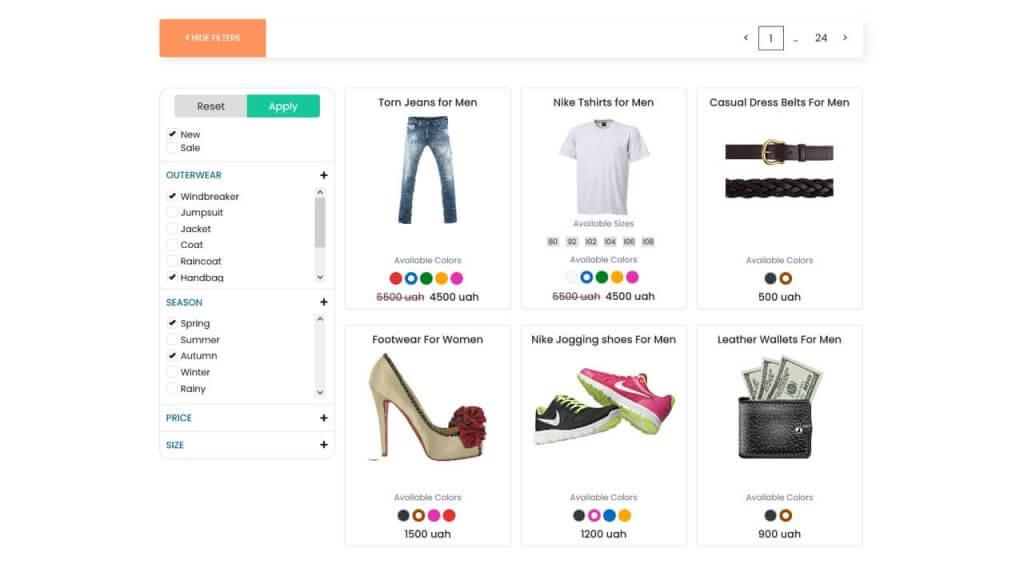 HIDE FILTERS
1 .. 24
Reset Apply
New
Sale
OUTERWEAR
Windbreaker
Jumpsuit
Jacket
Coat
Raincoat
Handbag
SEASON
Spring
Summer
Autumn
Winter
Rainy
PRICE
SIZE
Torn Jeans for Men
Available Colors
5500 uah 4500 uah
Nike Tshirts for Men
Available Sizes
80 92 102 104 106 108
Available Colors
5500 uah 4500 uah
Casual Dress Belts For Men
Available Colors
500 uah
Footwear For Women
Available Colors
1500 uah
Nike Jogging shoes For Men
Available Colors
1200 uah
Leather Wallets For Men
Available Colors
900 uah